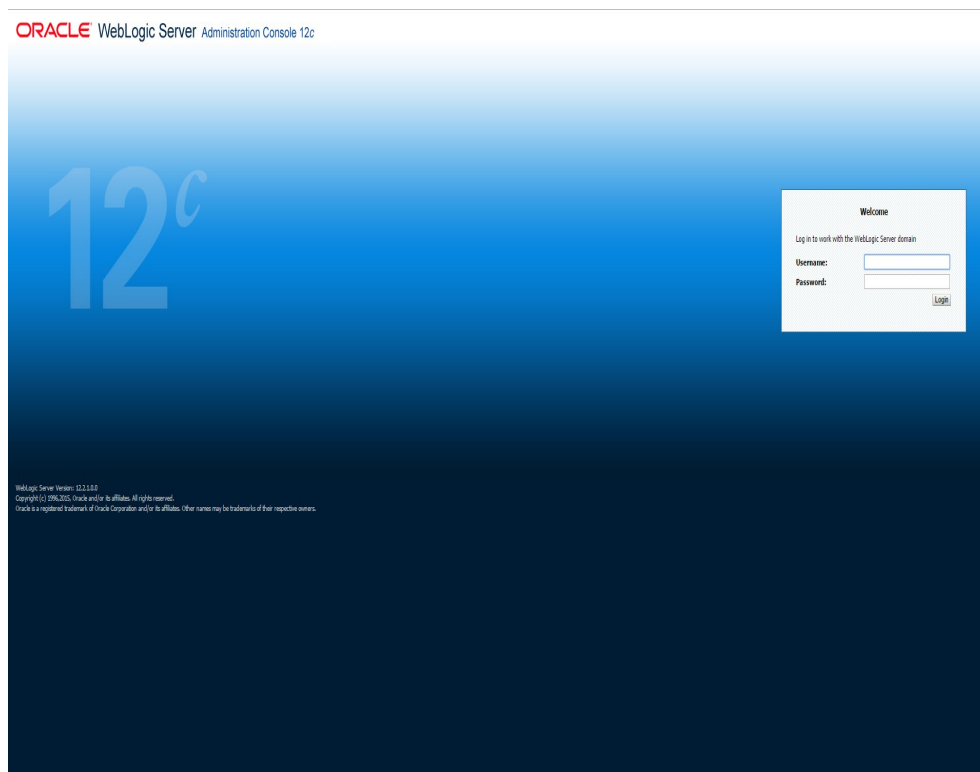 ORACLE WebLogic Server Administration Console 12c
12c
Welcome
Log in to work with the WebLogic Server domain
Username:
Password:
Login
WebLogic Server Version: 12.2.1.0.0
Copyright (c) 1996,2015, Oracle and/or its affiliates. All rights reserved.
Oracle is a registered trademark of Oracle Corporation and/or its affiliates. Other names may be trademarks of their respective owners.